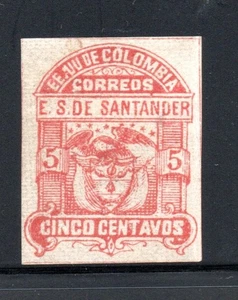 EE.UU. DE COLOMBIA
CORREOS
E. S. DE SANTANDER
5 5
CINCO CENTAVOS